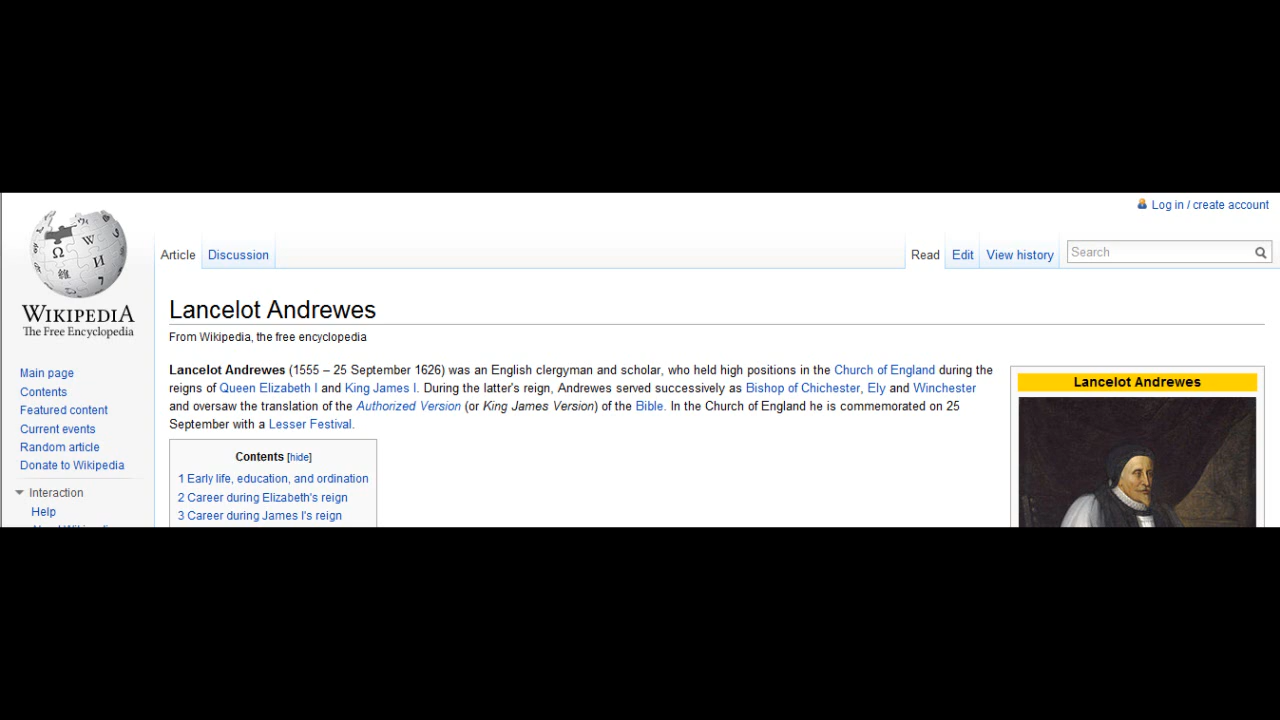 Log in / create account
Article Discussion Read Edit View history Search
WIKIPEDIA
The Free Encyclopedia
Main page
Contents
Featured content
Current events
Random article
Donate to Wikipedia
Interaction
Help
Lancelot Andrewes
From Wikipedia, the free encyclopedia
Lancelot Andrewes (1555 – 25 September 1626) was an English clergyman and scholar, who held high positions in the Church of England during the
reigns of Queen Elizabeth I and King James I. During the latter's reign, Andrewes served successively as Bishop of Chichester, Ely and Winchester
and oversaw the translation of the Authorized Version (or King James Version) of the Bible. In the Church of England he is commemorated on 25
September with a Lesser Festival.
Contents [hide]
1 Early life, education, and ordination
2 Career during Elizabeth's reign
3 Career during James I's reign
Lancelot Andrewes